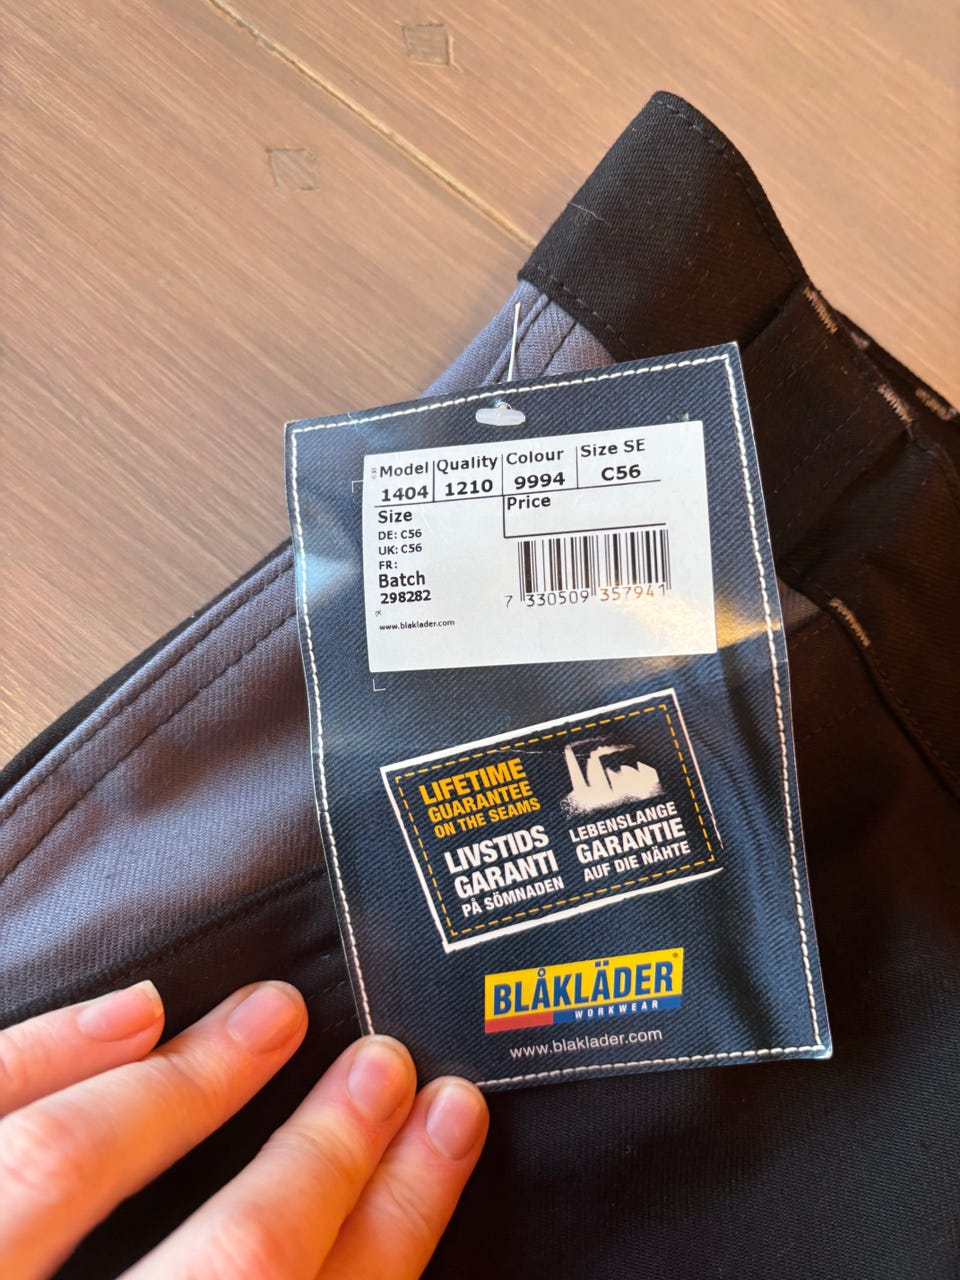 Model Quality Colour Size SE
1404 1210 9994 C56
Size Price
DE: C56
UK: C56
FR:
Batch
298282
7 330509 357941
www.blaklader.com
LIFETIME
GUARANTEE
ON THE SEAMS
LIVSTIDS
GARANTI
PÅ SÖMNADEN
LEBENSLANGE
GARANTIE
AUF DIE NÄHTE
BLÅKLÄDER®
WORKWEAR
www.blaklader.com